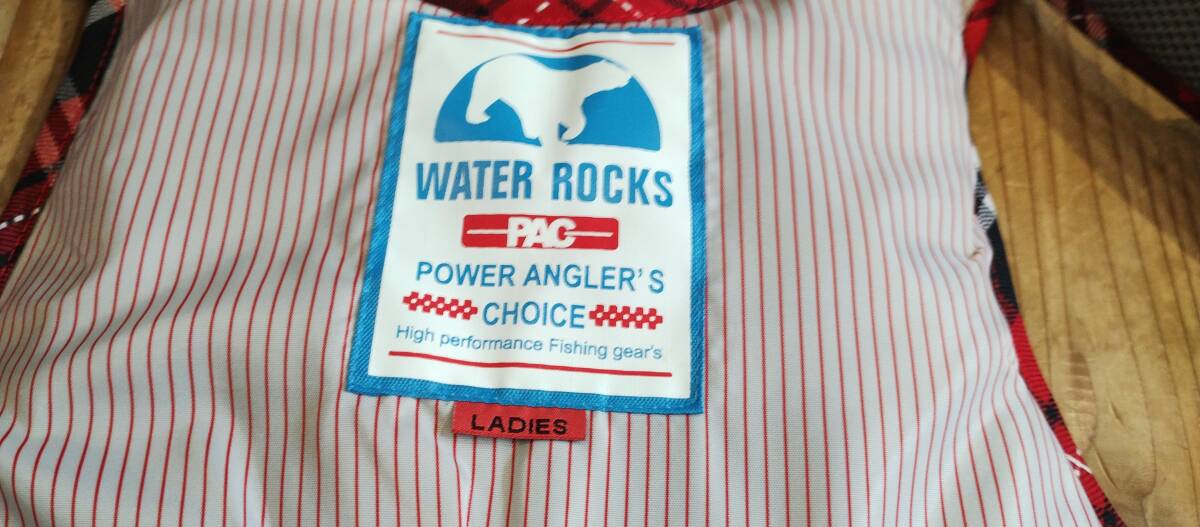 WATER ROCKS
PAC
POWER ANGLER'S
CHOICE
High performance Fishing gear's
LADIES